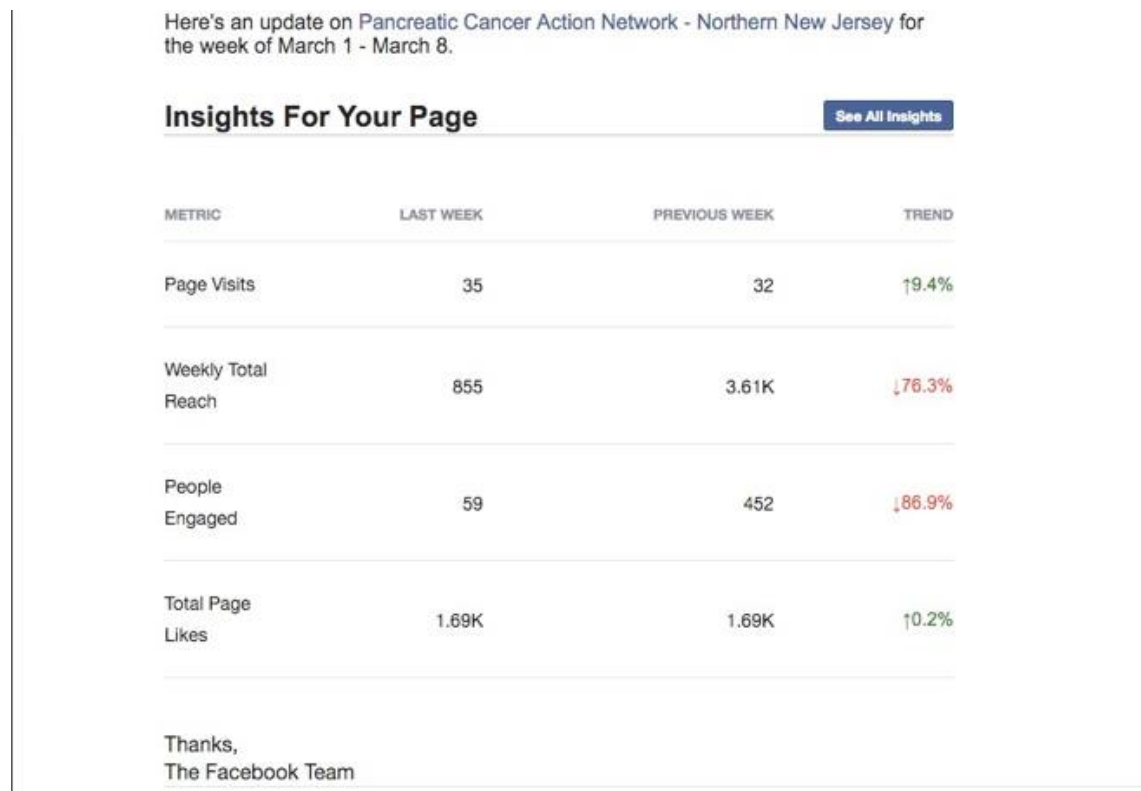 Here's an update on Pancreatic Cancer Action Network - Northern New Jersey for
the week of March 1 - March 8.
Insights For Your Page
See All Insights
METRIC LAST WEEK PREVIOUS WEEK TREND
Page Visits 35 32 ↑9.4%
Weekly Total
Reach 855 3.61K ↓76.3%
People
Engaged 59 452 ↓86.9%
Total Page
Likes 1.69K 1.69K ↑0.2%
Thanks,
The Facebook Team